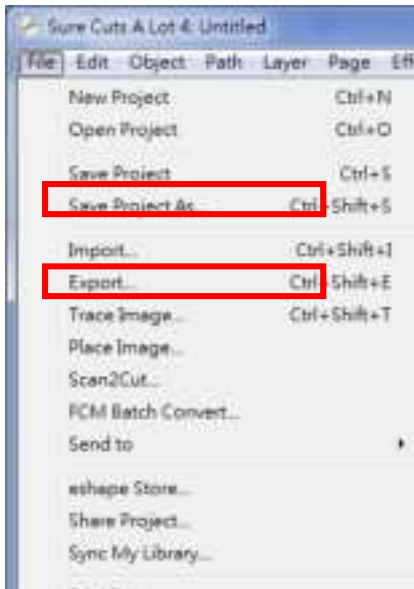 Sure Cuts A Lot 4: Untitled
File Edit Object Path Layer Page Eff
New Project Ctrl+N
Open Project Ctrl+O
Save Project Ctrl+S
Save Project As... Ctrl+Shift+S
Import... Ctrl+Shift+I
Export... Ctrl+Shift+E
Trace Image... Ctrl+Shift+T
Place Image...
Scan2Cut...
FCM Batch Convert...
Send to
eshape Store...
Share Project...
Sync My Library...